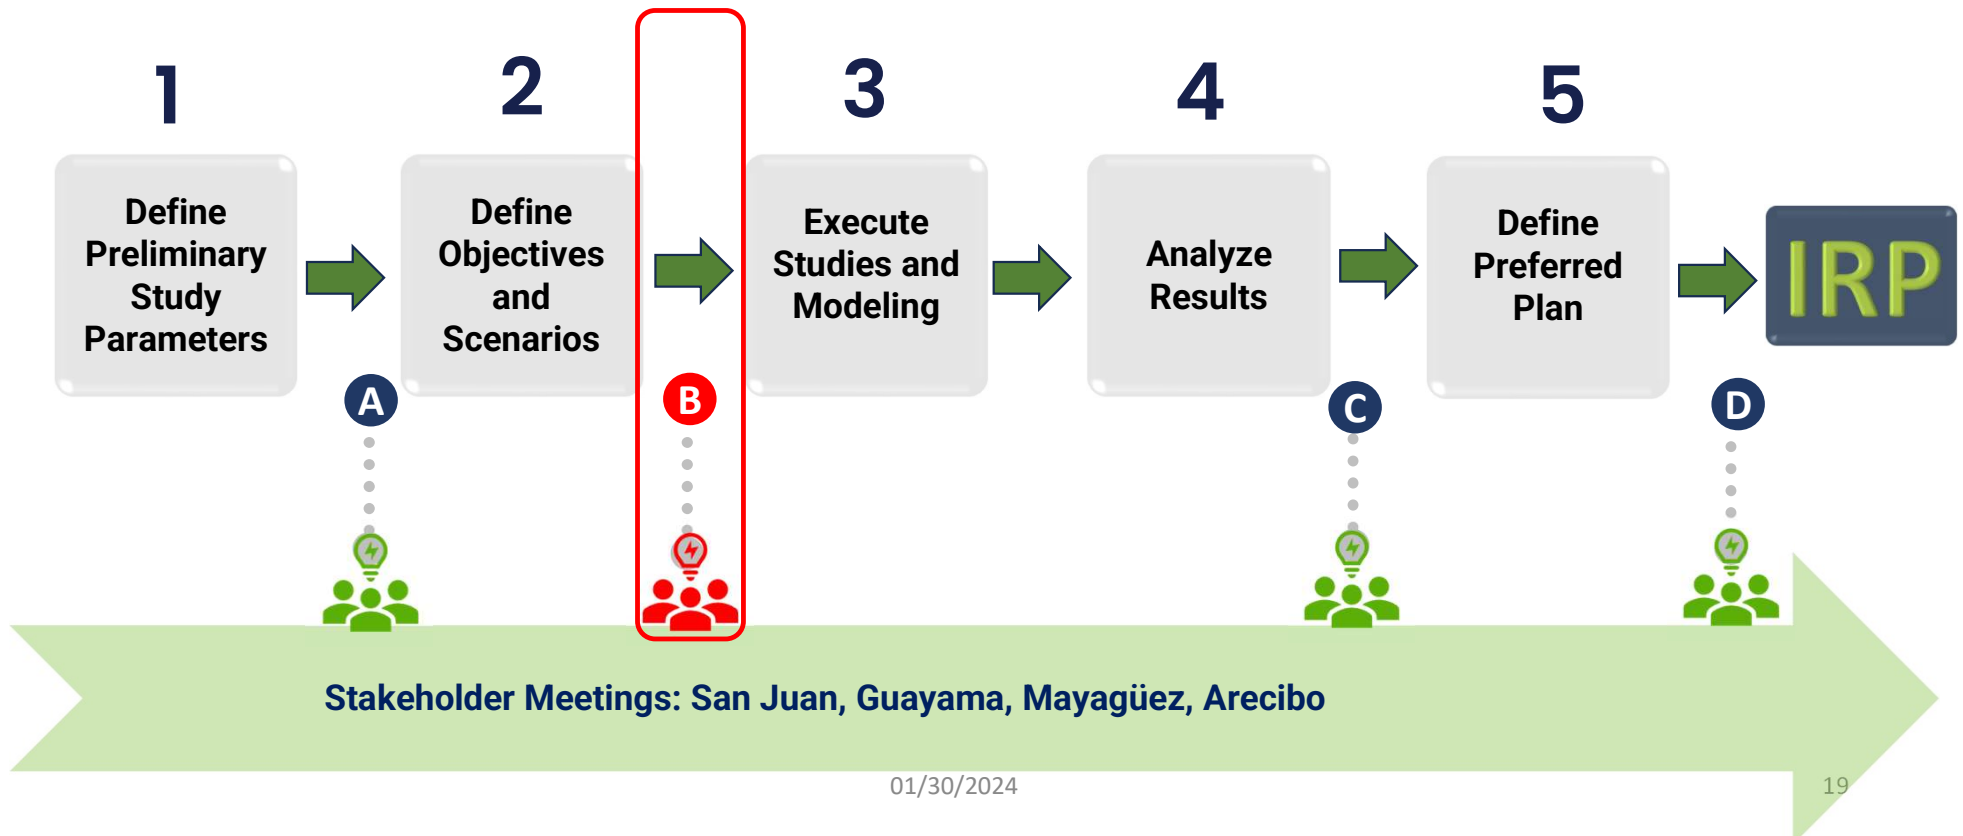 1
2
3
4
5
Define
Preliminary
Study
Parameters
Define
Objectives
and
Scenarios
Execute
Studies and
Modeling
Analyze
Results
Define
Preferred
Plan
IRP
A
B
C
D
Stakeholder Meetings: San Juan, Guayama, Mayagüez, Arecibo
01/30/2024
19